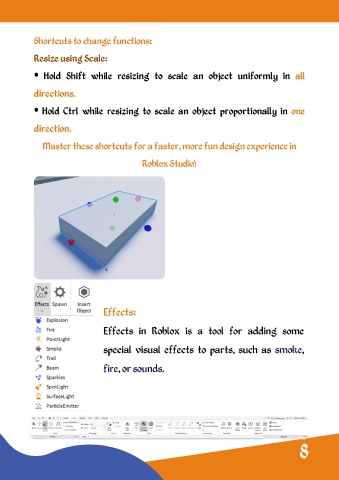 Shortcuts to change functions:
Resize using Scale:
• Hold Shift while resizing to scale an object uniformly in all
directions.
• Hold Ctrl while resizing to scale an object proportionally in one
direction.
Master these shortcuts for a faster, more fun design experience in
Roblox Studio!
Effects Spawn Insert
Object
Explosion
Fire
PointLight
Smoke
Trail
Beam
Sparkles
SpotLight
SurfaceLight
ParticleEmitter
Effects:
Effects in Roblox is a tool for adding some
special visual effects to parts, such as smoke,
fire, or sounds.
8